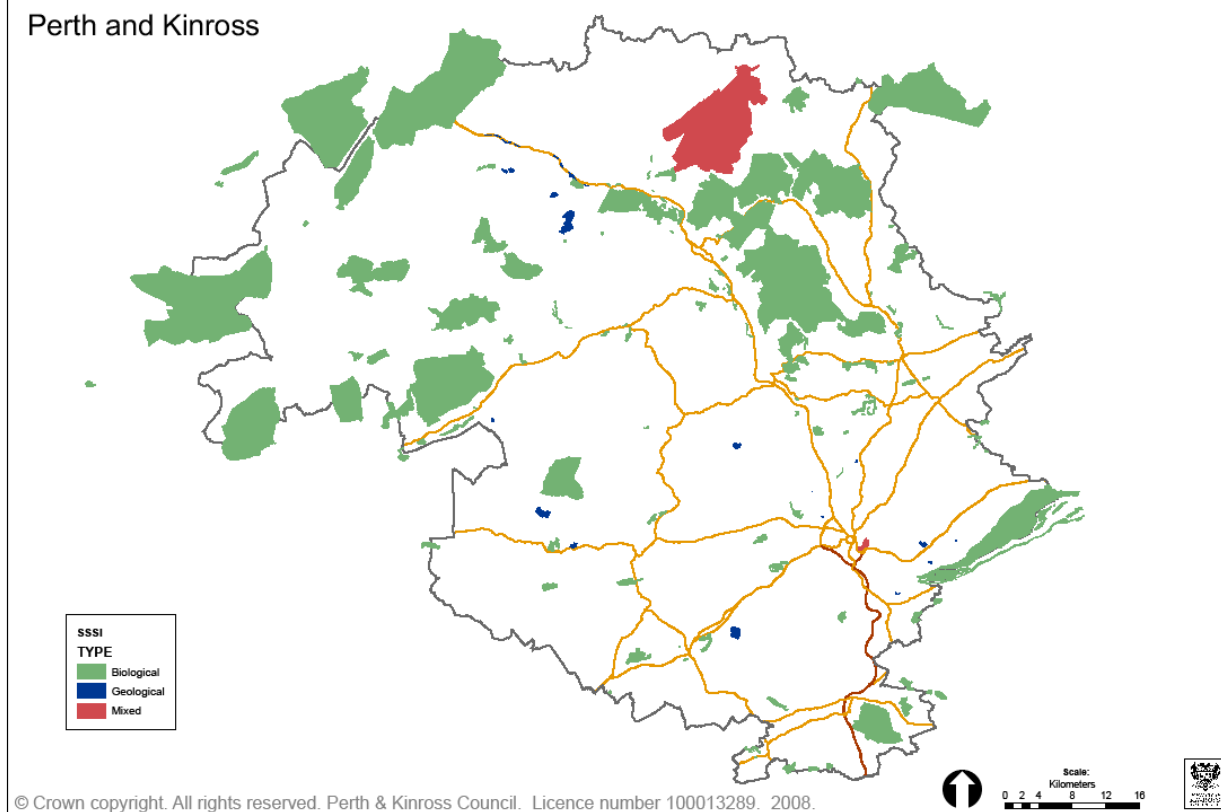 Perth and Kinross
SSSI
TYPE
Biological
Geological
Mixed
Scale:
Kilometers
0 2 4 8 12 16
© Crown copyright. All rights reserved. Perth & Kinross Council. Licence number 100013289. 2008.